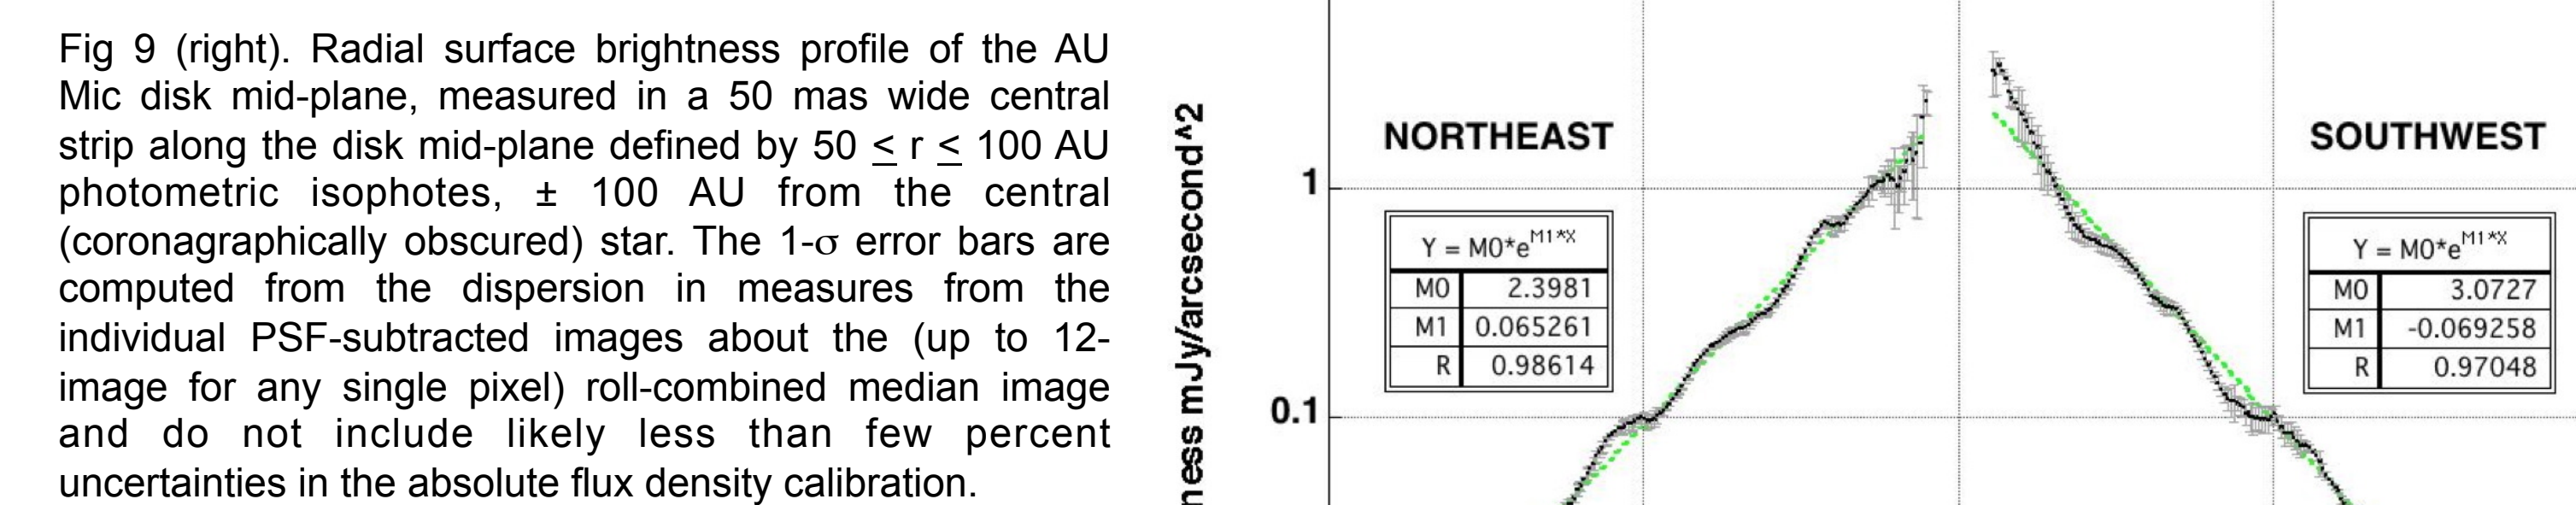 Fig 9 (right). Radial surface brightness profile of the AU
Mic disk mid-plane, measured in a 50 mas wide central
strip along the disk mid-plane defined by 50 < r < 100 AU
photometric isophotes, ± 100 AU from the central
(coronagraphically obscured) star. The 1-σ error bars are
computed from the dispersion in measures from the
individual PSF-subtracted images about the (up to 12-
image for any single pixel) roll-combined median image
and do not include likely less than few percent
uncertainties in the absolute flux density calibration.
ness mJy/arcsecond^2
1
0.1
NORTHEAST
Y = M0*e^M1*X
M0 2.3981
M1 0.065261
R 0.98614
SOUTHWEST
Y = M0*e^M1*X
M0 3.0727
M1 -0.069258
R 0.97048